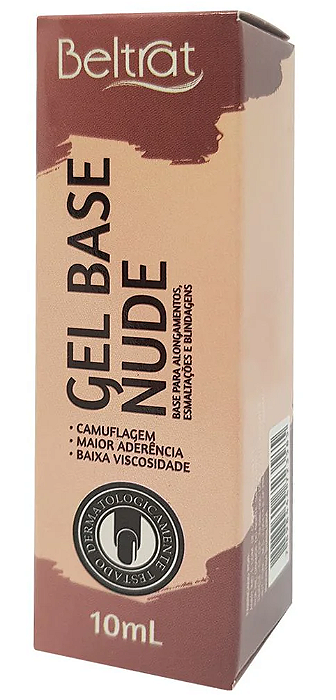 Beltrat
GEL BASE
NUDE
BASE PARA ALONGAMENTOS,
ESMALTAÇÕES E BLINDAGENS
• CAMUFLAGEM
• MAIOR ADERÊNCIA
• BAIXA VISCOSIDADE
TESTADO DERMATOLOGICAMENTE
10mL